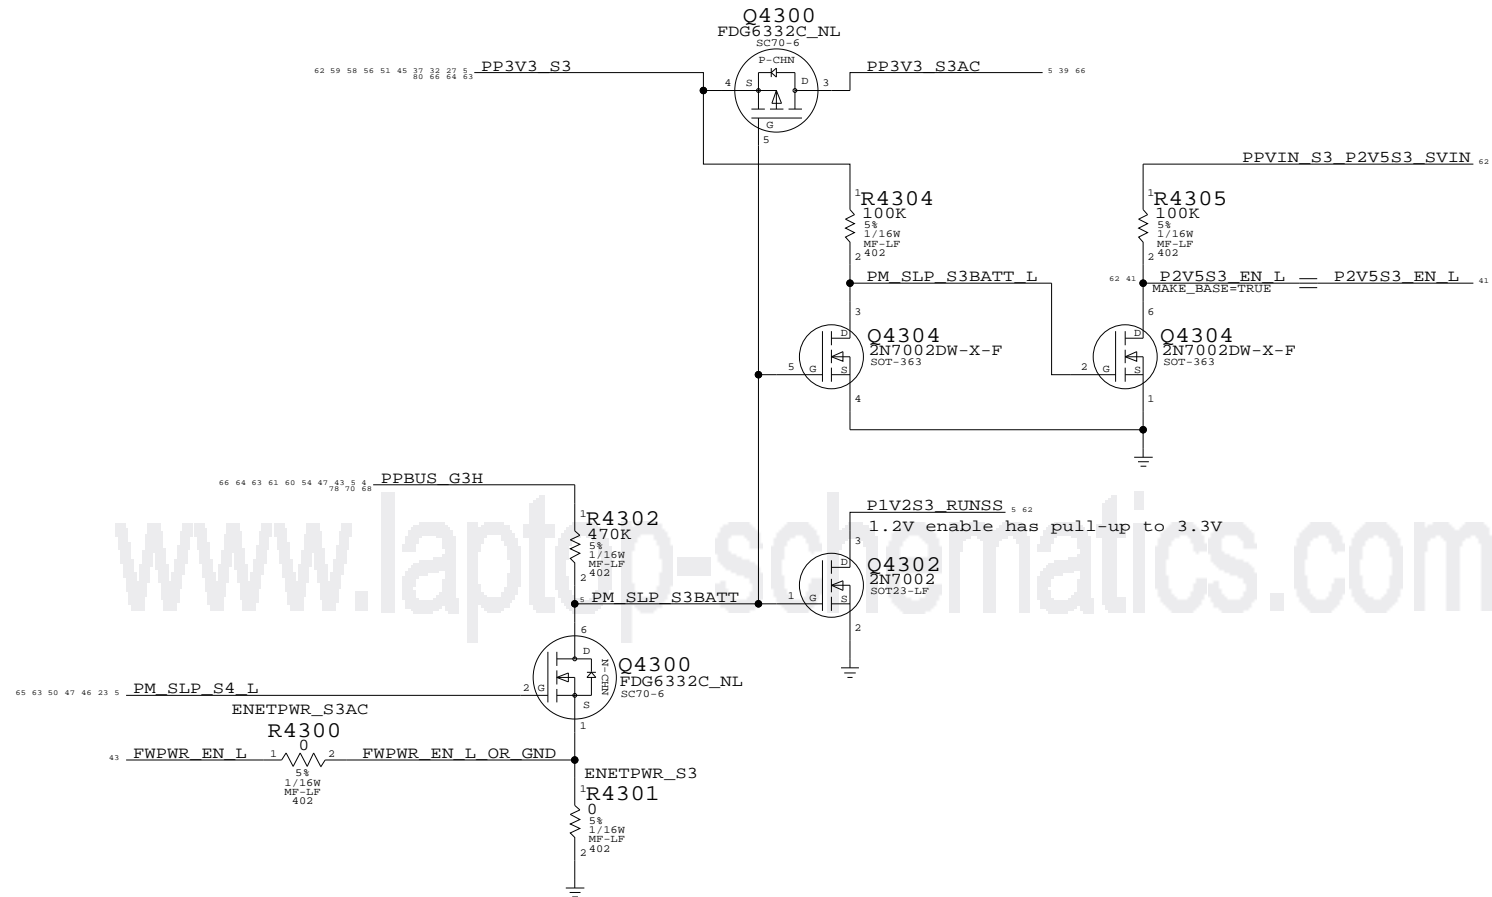 Q4300
FDG6332C_NL
SC70-6
P-CHN
62 59 58 56 51 45 37 32 27 5
80 66 64 63
PP3V3_S3
PP3V3_S3AC
5 39 66
4
S
D
3
G
5
PPVIN_S3_P2V5S3_SVIN
62
1
R4304
100K
5%
1/16W
MF-LF
402
2
1
R4305
100K
5%
1/16W
MF-LF
402
2
PM_SLP_S3BATT_L
62 41
P2V5S3_EN_L
MAKE_BASE=TRUE
P2V5S3_EN_L
41
3
D
Q4304
2N7002DW-X-F
SOT-363
5
G
S
4
6
D
Q4304
2N7002DW-X-F
SOT-363
2
G
S
1
66 64 63 61 60 54 47 43 5 4
78 70 68
PPBUS_G3H
1
R4302
470K
5%
1/16W
MF-LF
402
2
P1V2S3_RUNSS
5 62
1.2V enable has pull-up to 3.3V
3
D
Q4302
2N7002
SOT23-LF
1
G
S
2
www.laptop-schematics.com
5
PM_SLP_S3BATT
6
D
N-CHN
Q4300
FDG6332C_NL
SC70-6
65 63 50 47 46 23 5
PM_SLP_S4_L
2
G
S
1
ENETPWR_S3AC
R4300
0
43
FWPWR_EN_L
1
2
FWPWR_EN_L_OR_GND
5%
1/16W
MF-LF
402
ENETPWR_S3
1
R4301
0
5%
1/16W
MF-LF
402
2